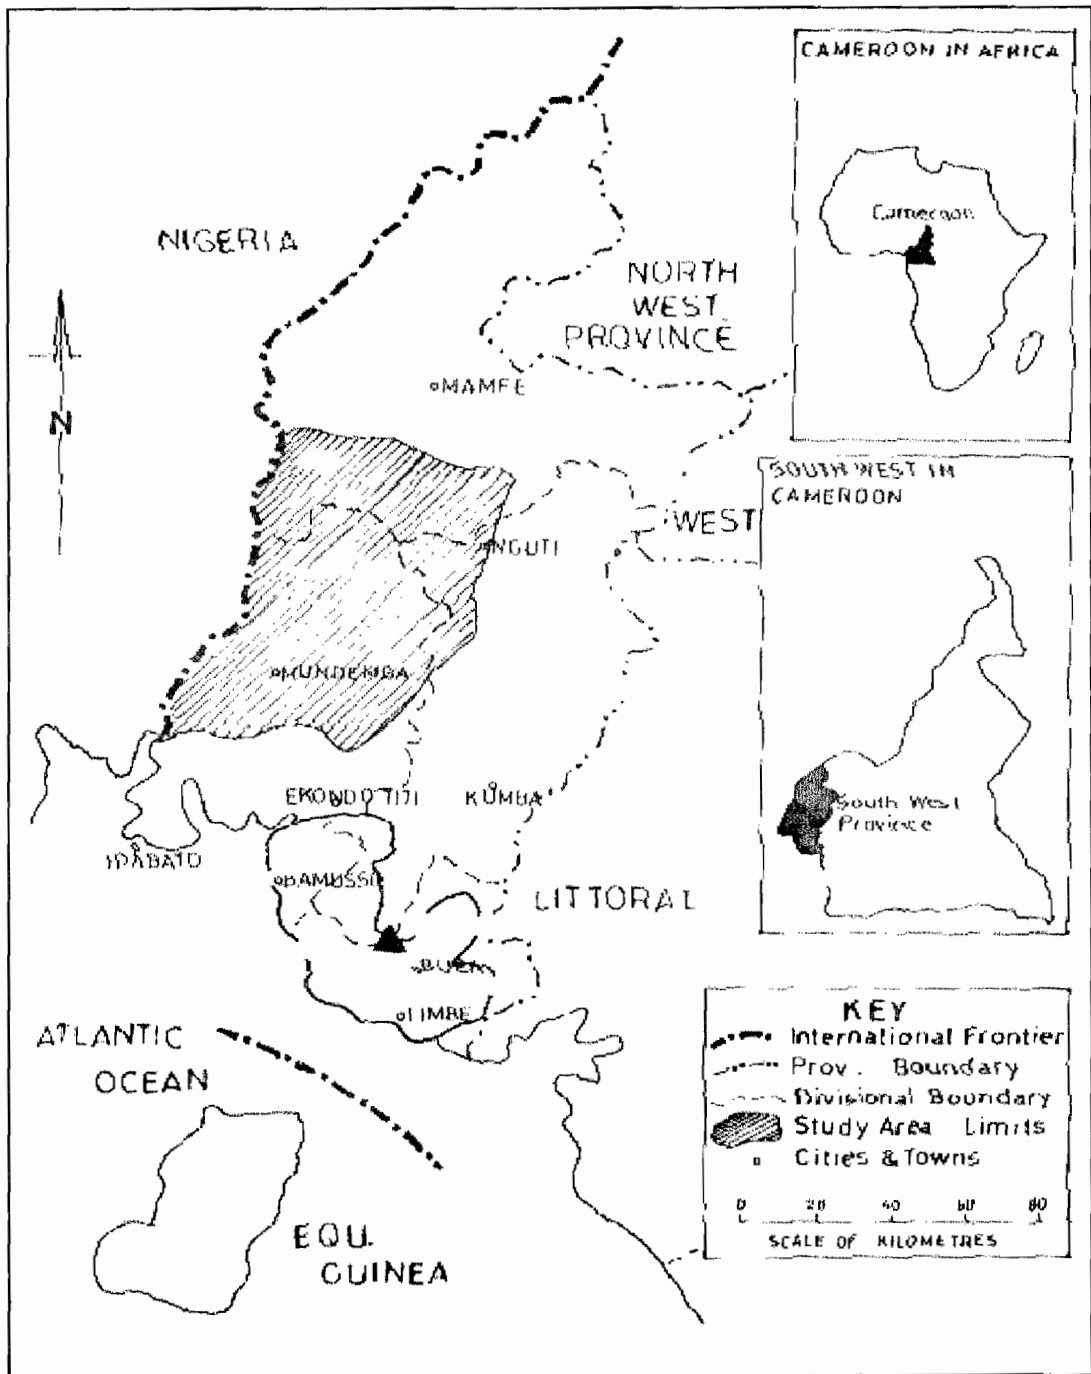 CAMEROON IN AFRICA
Cameroon
NIGERIA
NORTH
WEST
PROVINCE
MAMFE
N
SOUTH WEST IN
CAMEROON
WEST
NGUTI
MUNDEMBA
EKONDO TITI
KUMBA
South West
Province
IDABATO
BAMUSSO
LITTORAL
BUEA
LIMBE
ATLANTIC
OCEAN
KEY
International Frontier
Prov. Boundary
Divisional Boundary
Study Area Limits
Cities & Towns
0 20 40 60 80
SCALE OF KILOMETRES
EQU.
GUINEA